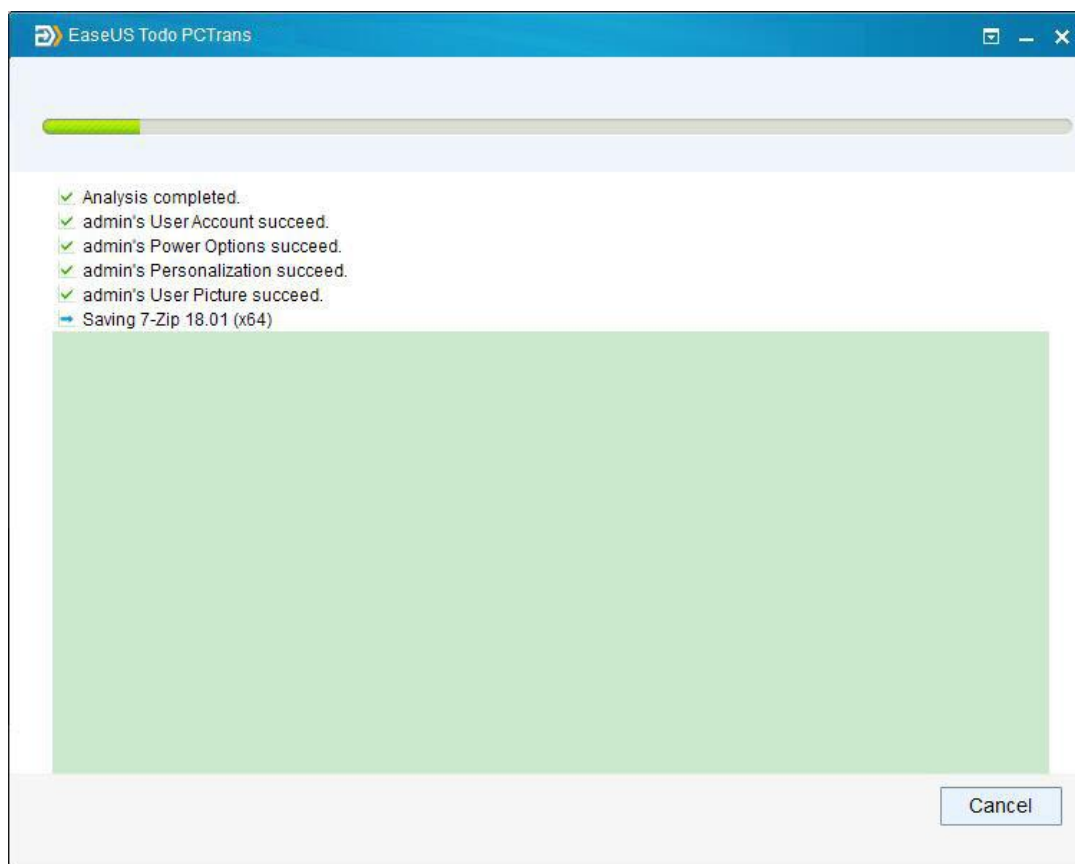 EaseUS Todo PCTrans
Analysis completed.
admin's User Account succeed.
admin's Power Options succeed.
admin's Personalization succeed.
admin's User Picture succeed.
Saving 7-Zip 18.01 (x64)
Cancel